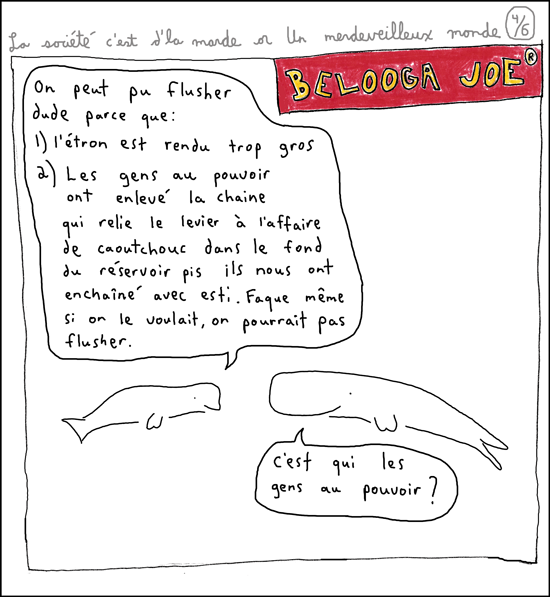 La société c'est d'la marde or Un merdeveilleux monde 4/6
BELOOGA JOE®
On peut pu flusher
dude parce que:
1) l'étron est rendu trop gros
2) Les gens au pouvoir
ont enlevé la chaine
qui relie le levier à l'affaire
de caoutchouc dans le fond
du réservoir pis ils nous ont
enchaîné avec esti. Faque même
si on le voulait, on pourrait pas
flusher.
C'est qui les
gens au pouvoir?